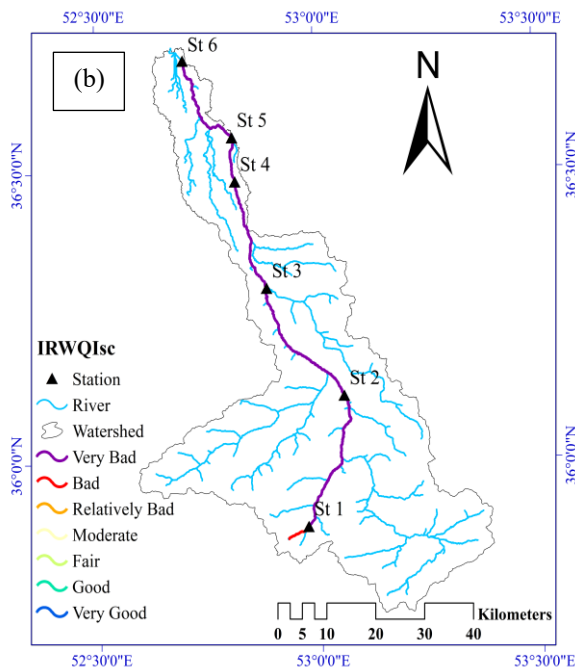 52°30'0"E 53°0'0"E 53°30'0"E
(b)
N
St 6
St 5
St 4
St 3
St 2
St 1
36°30'0"N 36°30'0"N
36°0'0"N 36°0'0"N
IRWQIsc
Station
River
Watershed
Very Bad
Bad
Relatively Bad
Moderate
Fair
Good
Very Good
Kilometers
0 5 10 20 30 40
52°30'0"E 53°0'0"E 53°30'0"E